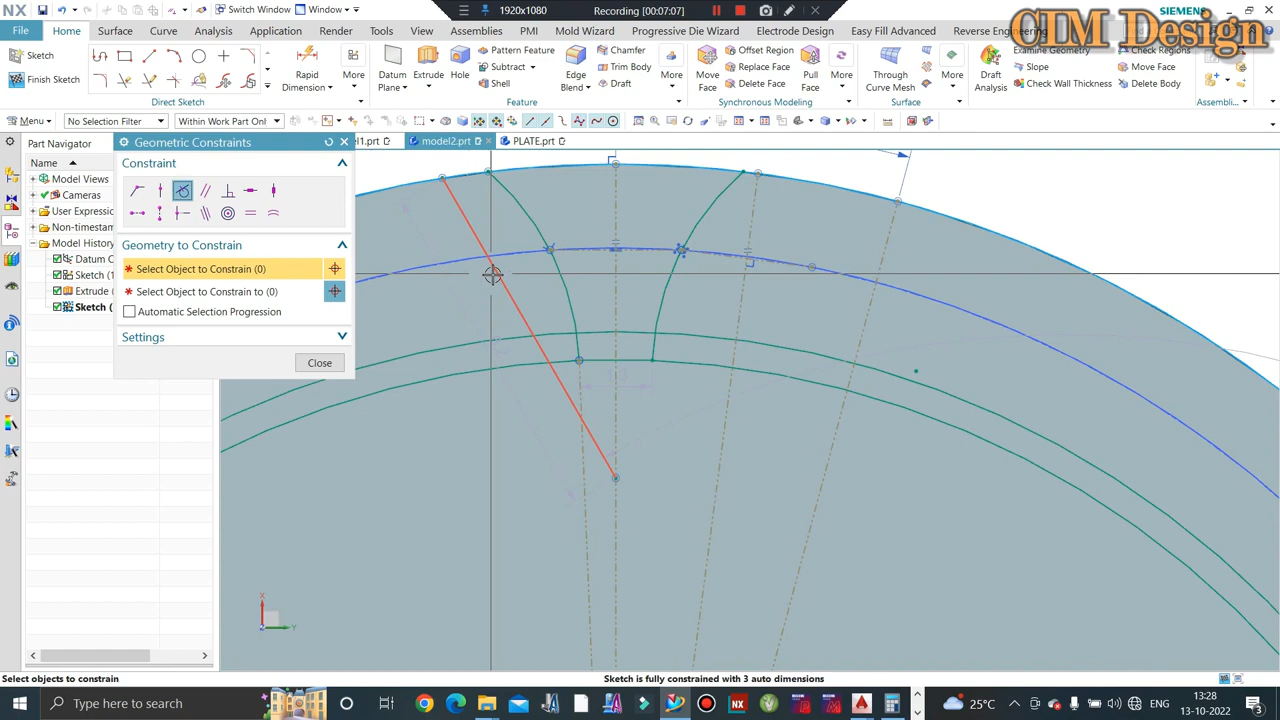 NX
Switch Window
Window
1920x1080
Recording [00:07:07]
SIEMENS
CIM Design
File
Home
Surface
Curve
Analysis
Application
Render
Tools
View
Assemblies
PMI
Mold Wizard
Progressive Die Wizard
Electrode Design
Easy Fill Advanced
Reverse
Sketch
Finish Sketch
Direct Sketch
Rapid Dimension
More
Datum Plane
Extrude
Hole
Pattern Feature
Subtract
Shell
Edge Blend
Chamfer
Trim Body
Draft
More
Feature
Move Face
Offset Region
Replace Face
Delete Face
Pull Face
More
Synchronous Modeling
Through Curve Mesh
More
Surface
Draft Analysis
Examine Geometry
Slope
Check Wall Thickness
Check Regions
Move Face
Delete Body
Assembli...
Menu
No Selection Filter
Within Work Part Only
Part Navigator
l1.prt
model2.prt
PLATE.prt
Name
Model Views
Cameras
User Expressio
Non-timestam
Model History
Datum C
Sketch (1
Extrude (
Sketch (
Geometric Constraints
Constraint
Geometry to Constrain
* Select Object to Constrain (0)
* Select Object to Constrain to (0)
Automatic Selection Progression
Settings
Close
X
Y
Select objects to constrain
Sketch is fully constrained with 3 auto dimensions
Type here to search
25°C
ENG
13:28
13-10-2022